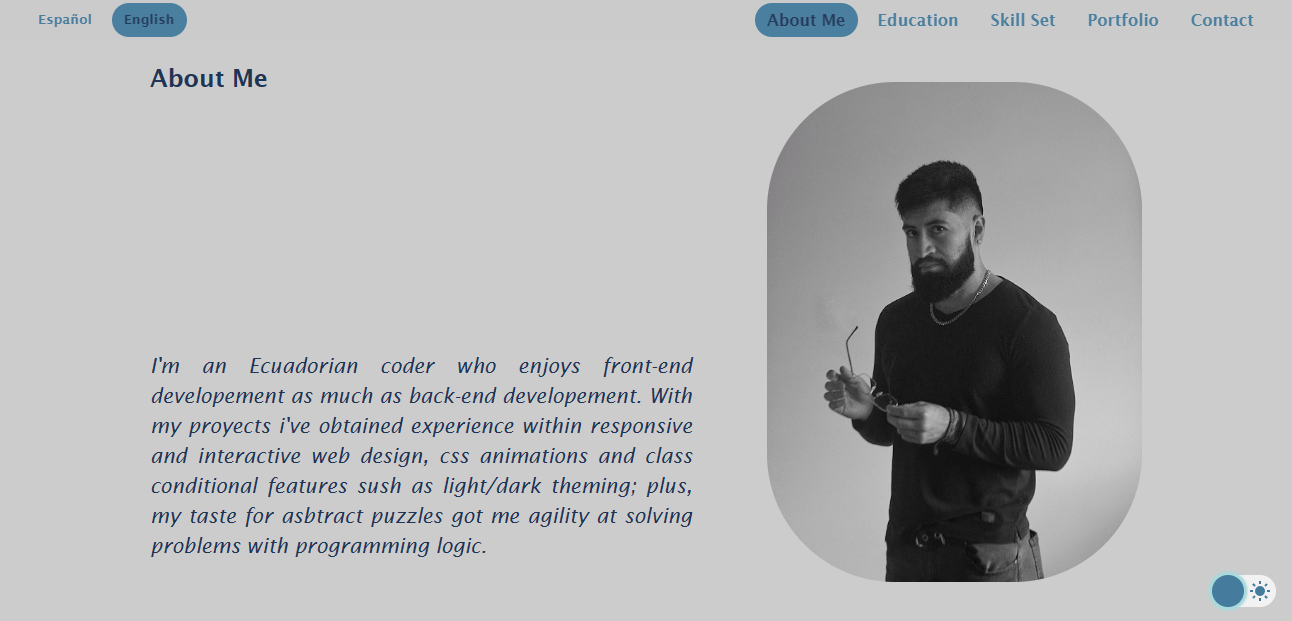 Español English About Me Education Skill Set Portfolio Contact
About Me
I'm an Ecuadorian coder who enjoys front-end
developement as much as back-end developement. With
my proyects i've obtained experience within responsive
and interactive web design, css animations and class
conditional features sush as light/dark theming; plus,
my taste for asbtract puzzles got me agility at solving
problems with programming logic.